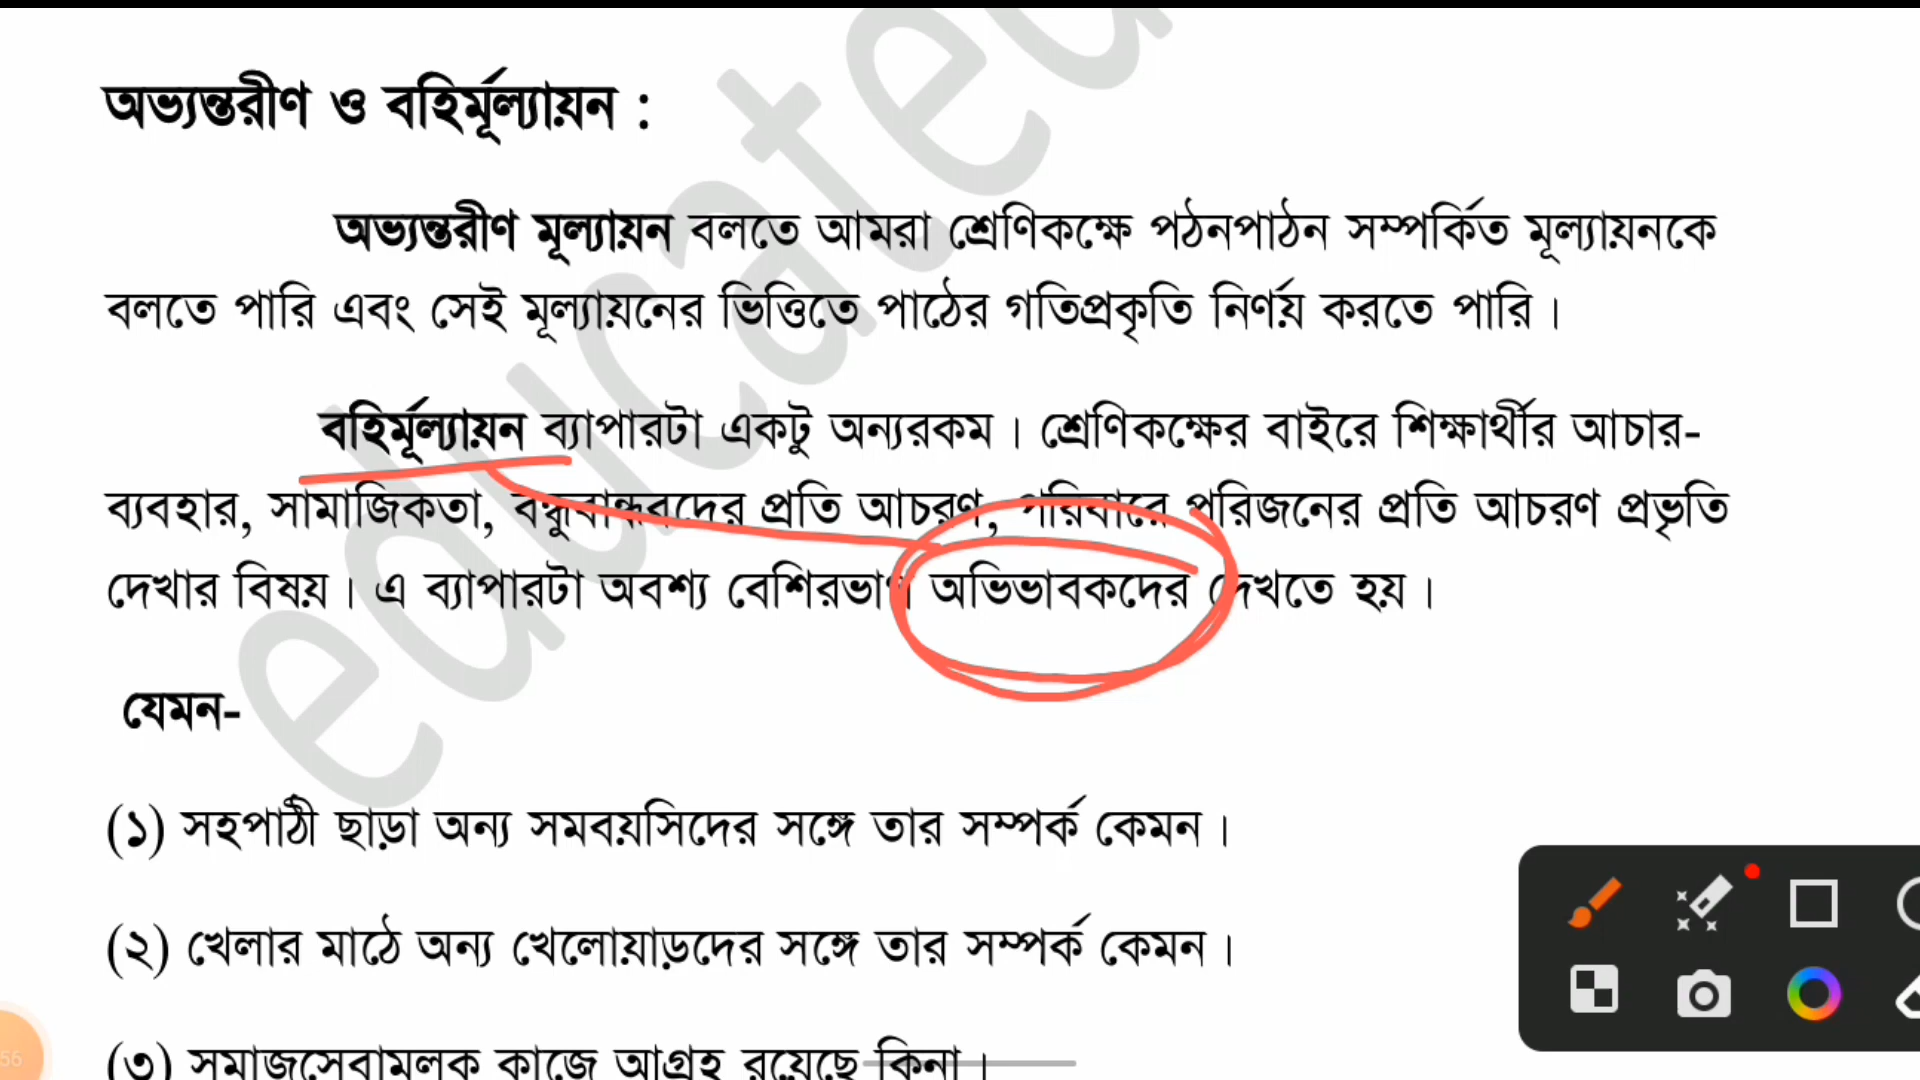 অভ্যন্তরীণ ও বহির্মূল্যায়ন :
অভ্যন্তরীণ মূল্যায়ন বলতে আমরা শ্রেণিকক্ষে পঠনপাঠন সম্পর্কিত মূল্যায়নকে
বলতে পারি এবং সেই মূল্যায়নের ভিত্তিতে পাঠের গতিপ্রকৃতি নির্ণয় করতে পারি।
বহির্মূল্যায়ন ব্যাপারটা একটু অন্যরকম। শ্রেণিকক্ষের বাইরে শিক্ষার্থীর আচার-
ব্যবহার, সামাজিকতা, বন্ধুবান্ধবদের প্রতি আচরণ, পরিবারে পরিজনের প্রতি আচরণ প্রভৃতি
দেখার বিষয়। এ ব্যাপারটা অবশ্য বেশিরভাগ অভিভাবকদের দেখতে হয়।
যেমন-
(১) সহপাঠী ছাড়া অন্য সমবয়সিদের সঙ্গে তার সম্পর্ক কেমন।
(২) খেলার মাঠে অন্য খেলোয়াড়দের সঙ্গে তার সম্পর্ক কেমন।
(৩) সমাজসেবামূলক কাজে আগ্রহ রয়েছে কিনা।
educated
56